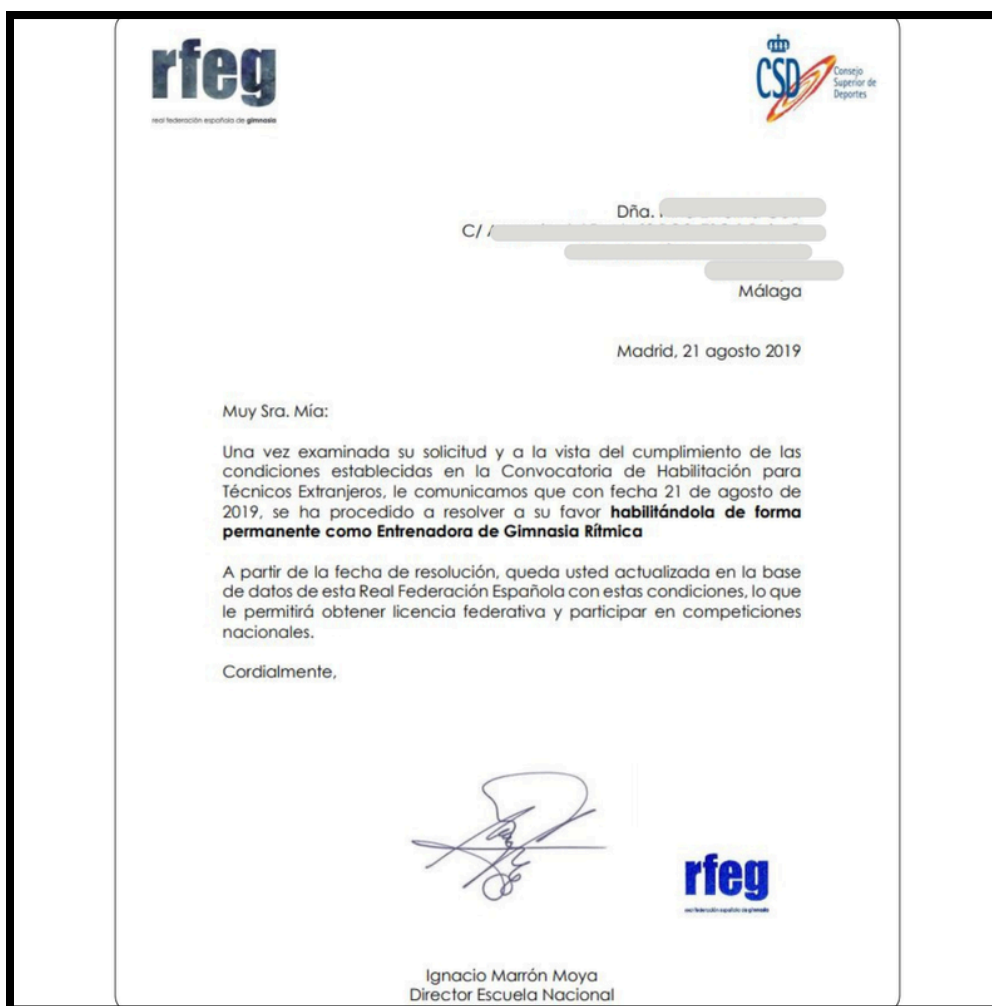 rfeg
real federación española de gimnasia
CSD
Consejo
Superior de
Deportes
Dña.
C/
Málaga
Madrid, 21 agosto 2019
Muy Sra. Mía:
Una vez examinada su solicitud y a la vista del cumplimiento de las
condiciones establecidas en la Convocatoria de Habilitación para
Técnicos Extranjeros, le comunicamos que con fecha 21 de agosto de
2019, se ha procedido a resolver a su favor habilitándola de forma
permanente como Entrenadora de Gimnasia Rítmica
A partir de la fecha de resolución, queda usted actualizada en la base
de datos de esta Real Federación Española con estas condiciones, lo que
le permitirá obtener licencia federativa y participar en competiciones
nacionales.
Cordialmente,
rfeg
real federación española de gimnasia
Ignacio Marrón Moya
Director Escuela Nacional